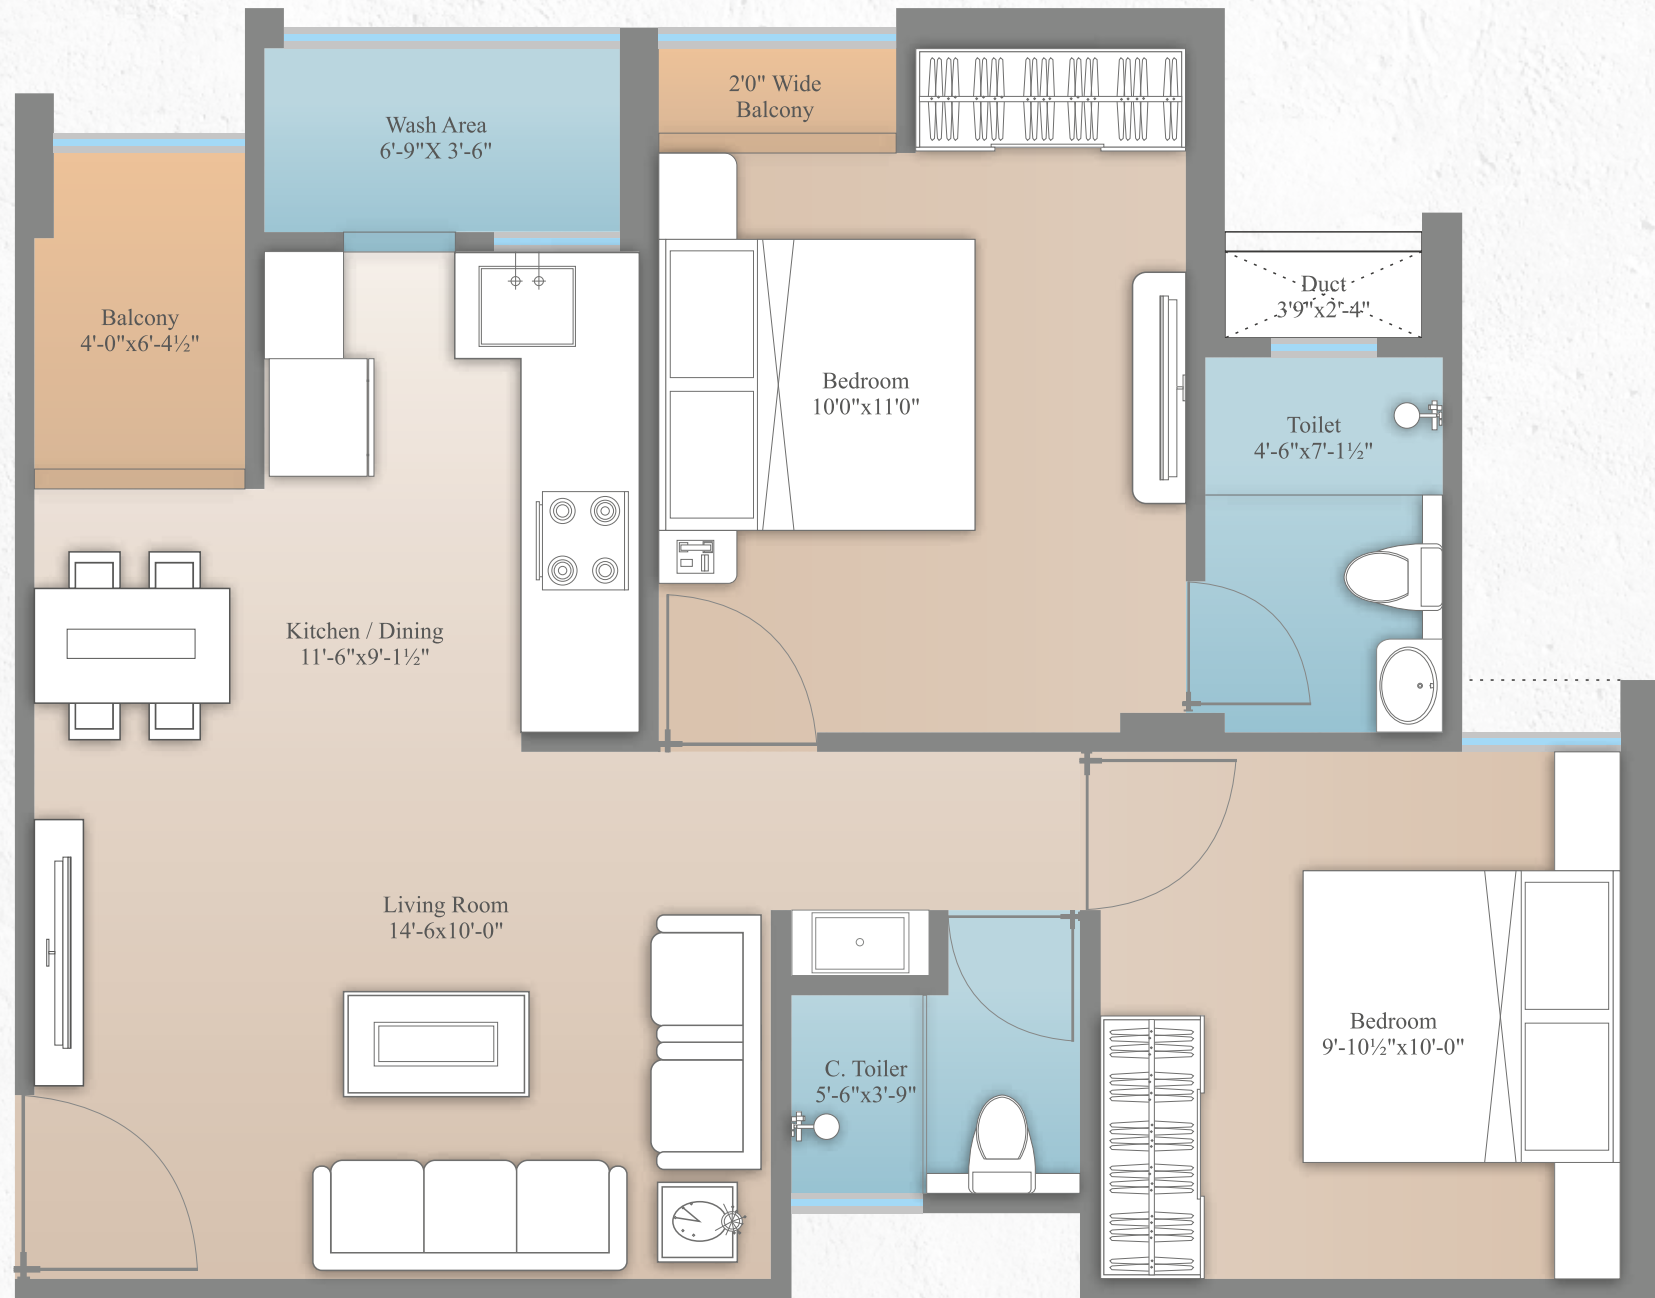 2'0" Wide
Balcony
Wash Area
6'-9"X 3'-6"
Duct
3'9"x2'-4"
Balcony
4'-0"x6'-4½"
Bedroom
10'0"x11'0"
Toilet
4'-6"x7'-1½"
Kitchen / Dining
11'-6"x9'-1½"
Living Room
14'-6x10'-0"
C. Toiler
5'-6"x3'-9"
Bedroom
9'-10½"x10'-0"